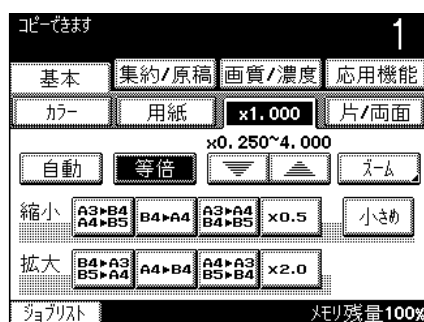 コピーできます 1
基本 集約/原稿 画質/濃度 応用機能
カラー 用紙 x1.000 片/両面
x0.250~4.000
自動 等倍 ズーム
縮小 A3▶B4 A4▶B5 B4▶A4 A3▶A4 B4▶B5 x0.5 小さめ
拡大 B4▶A3 B5▶A4 A4▶B4 A4▶A3 B5▶B4 x2.0
ジョブリスト メモリ残量100%